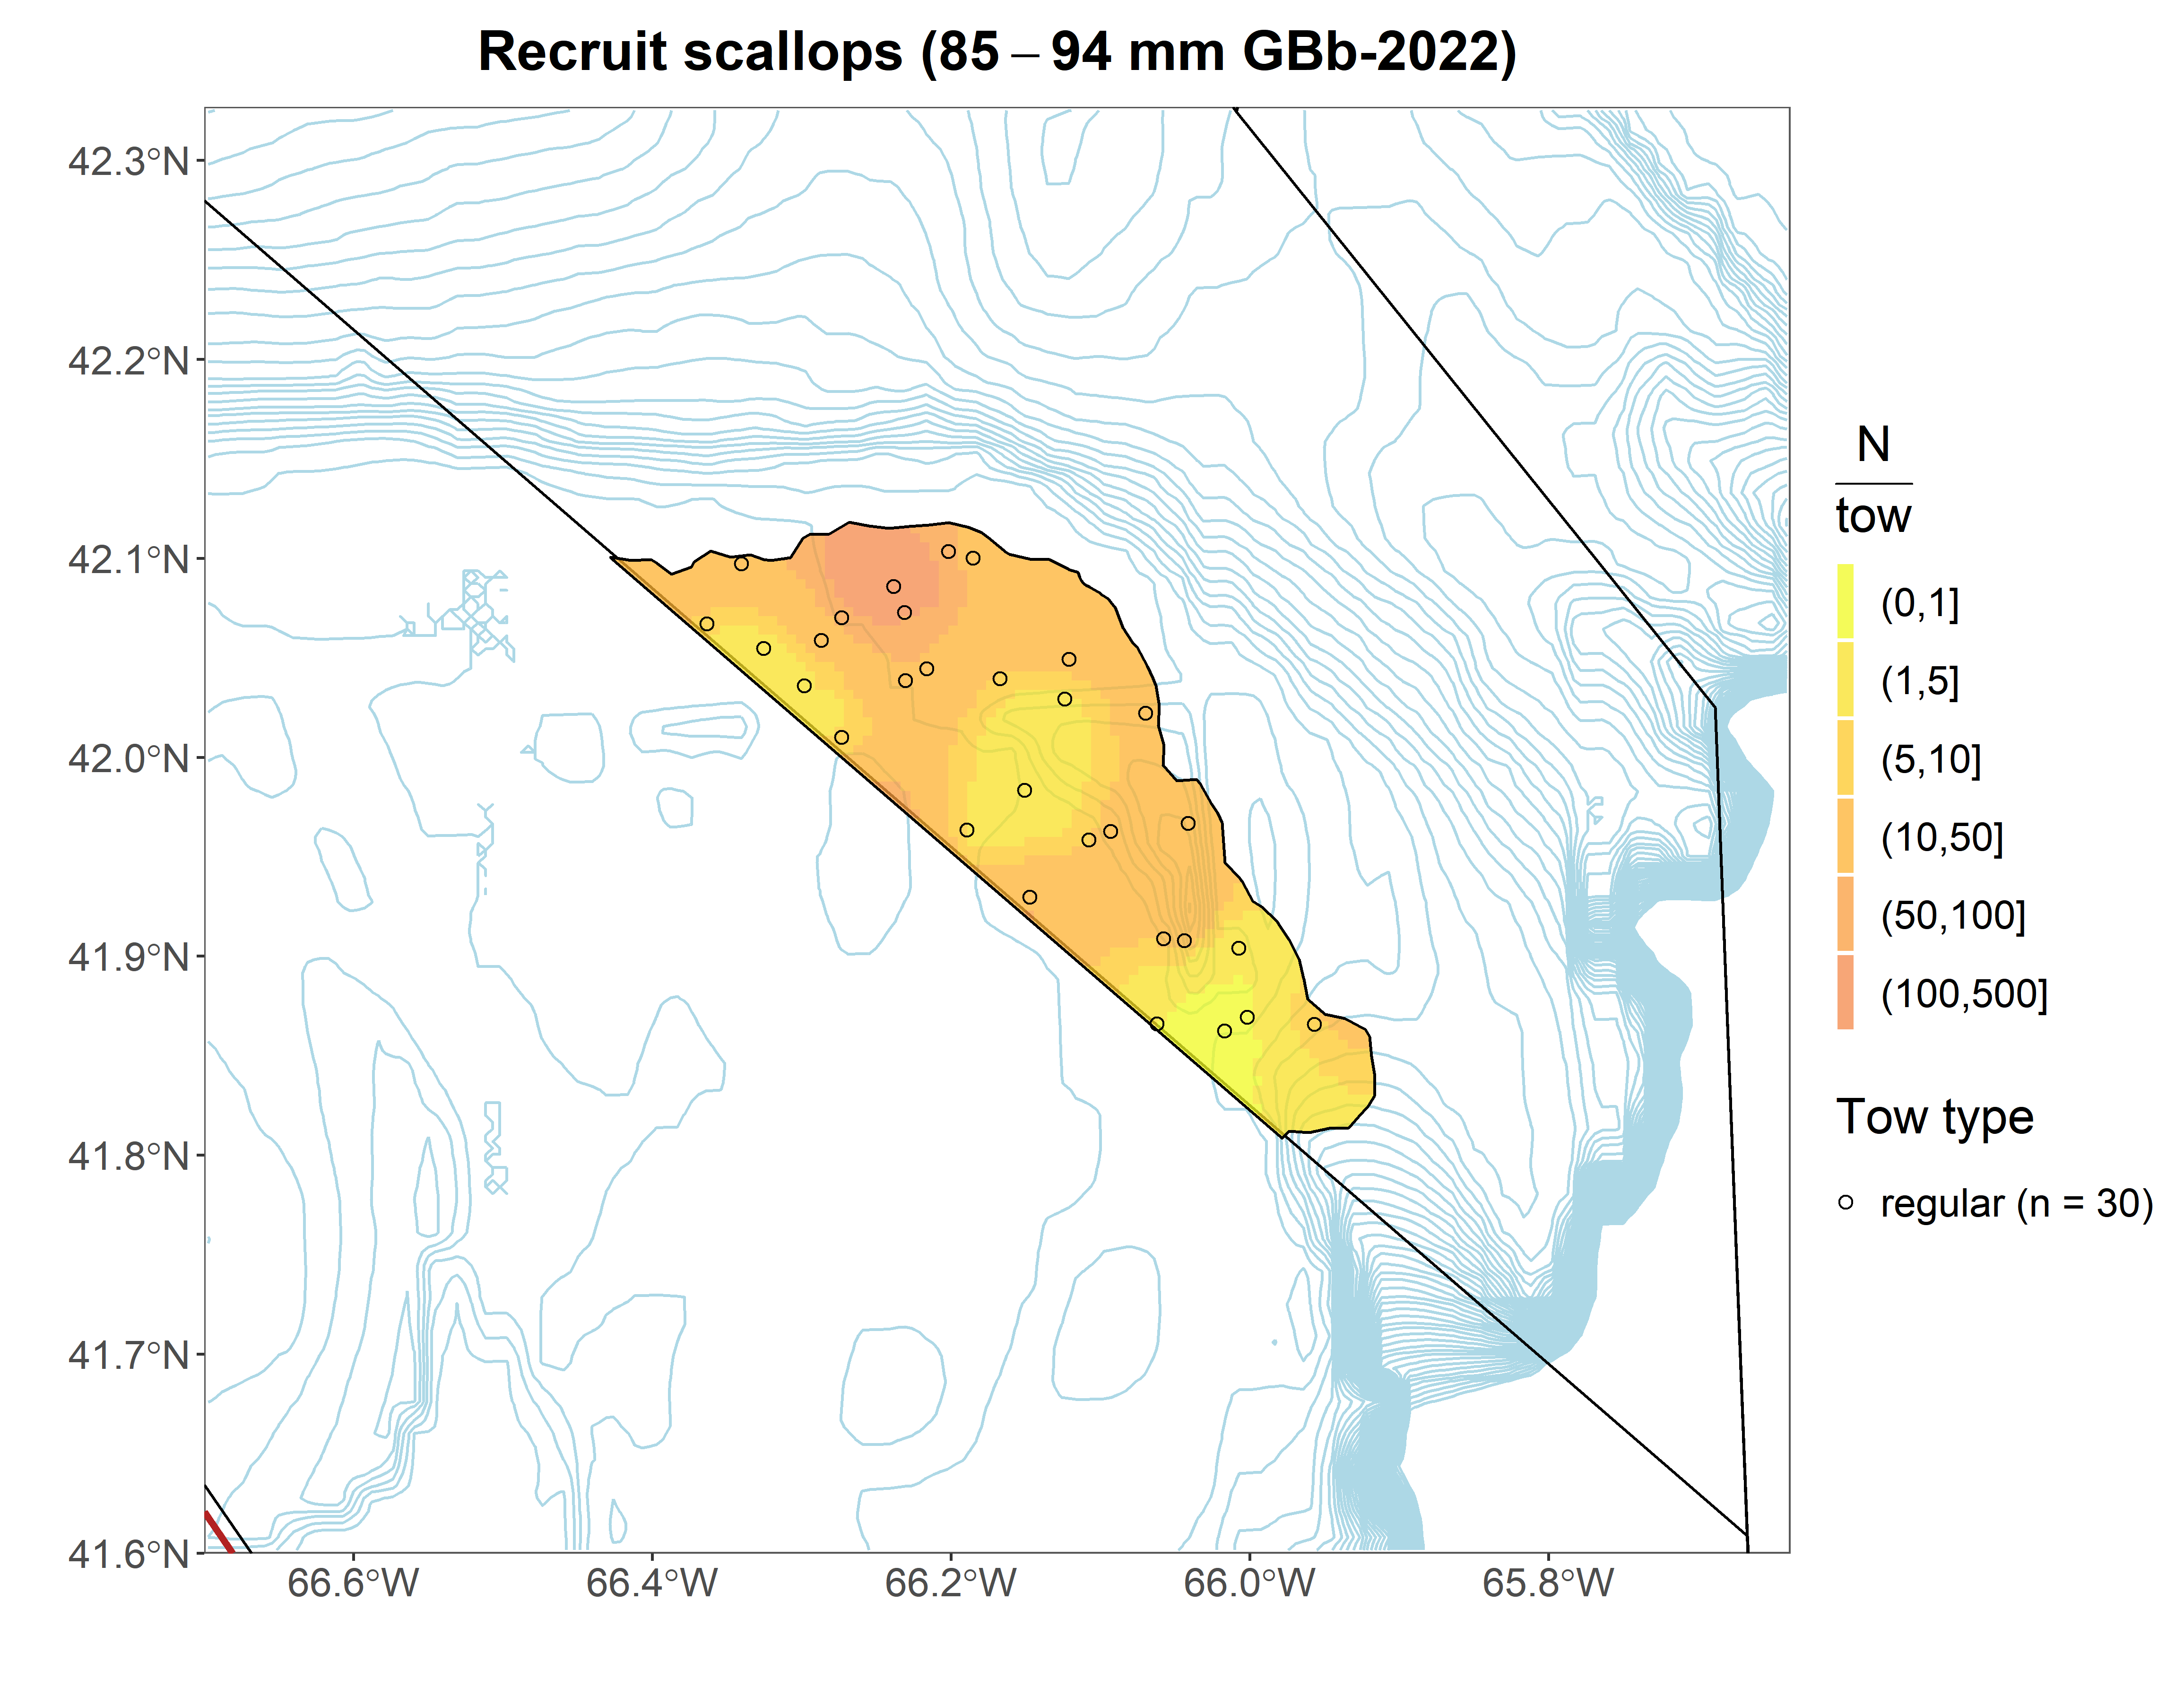 Recruit scallops (85 – 94 mm GBb-2022)
42.3°N
42.2°N
42.1°N
42.0°N
41.9°N
41.8°N
41.7°N
41.6°N
66.6°W
66.4°W
66.2°W
66.0°W
65.8°W
N
tow
(0,1]
(1,5]
(5,10]
(10,50]
(50,100]
(100,500]
Tow type
regular (n = 30)